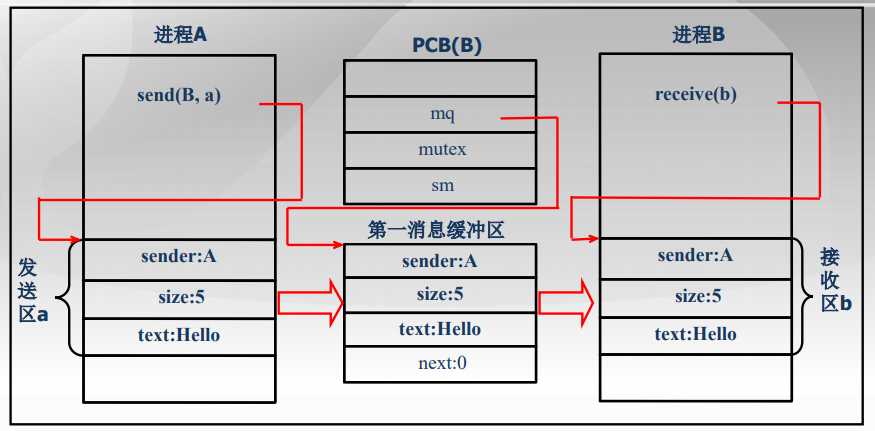 进程A
send(B, a)
发送区a
sender:A
size:5
text:Hello
PCB(B)
mq
mutex
sm
第一消息缓冲区
sender:A
size:5
text:Hello
next:0
进程B
receive(b)
sender:A
size:5
text:Hello
接收区b